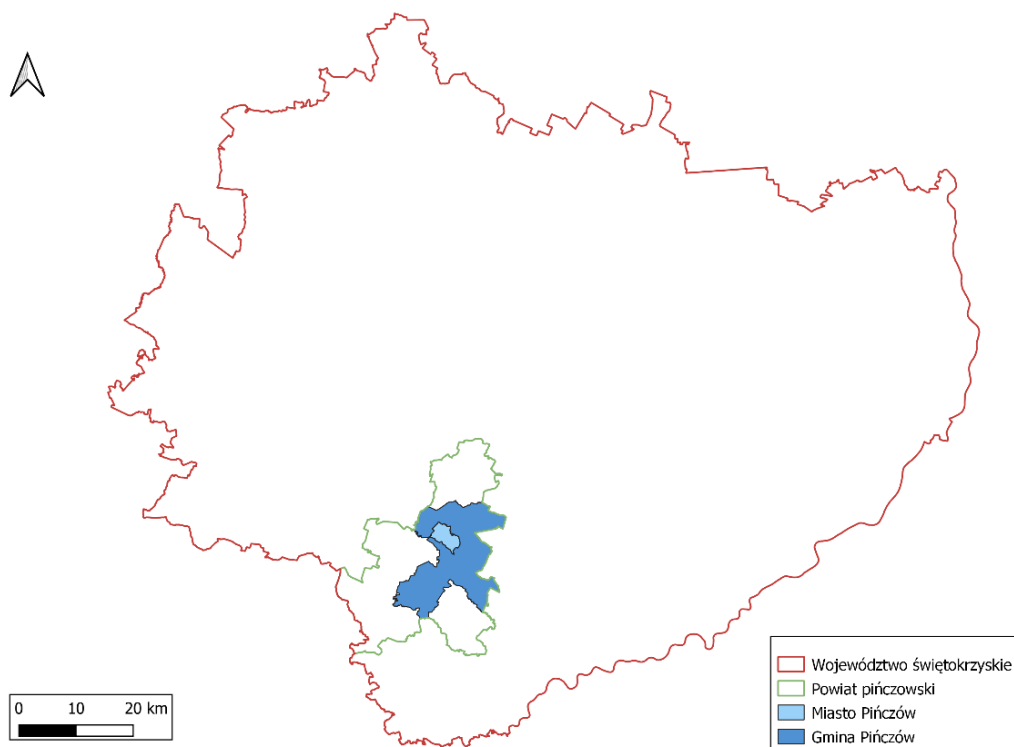 Województwo świętokrzyskie
Powiat pińczowski
Miasto Pińczów
Gmina Pińczów
0 10 20 km